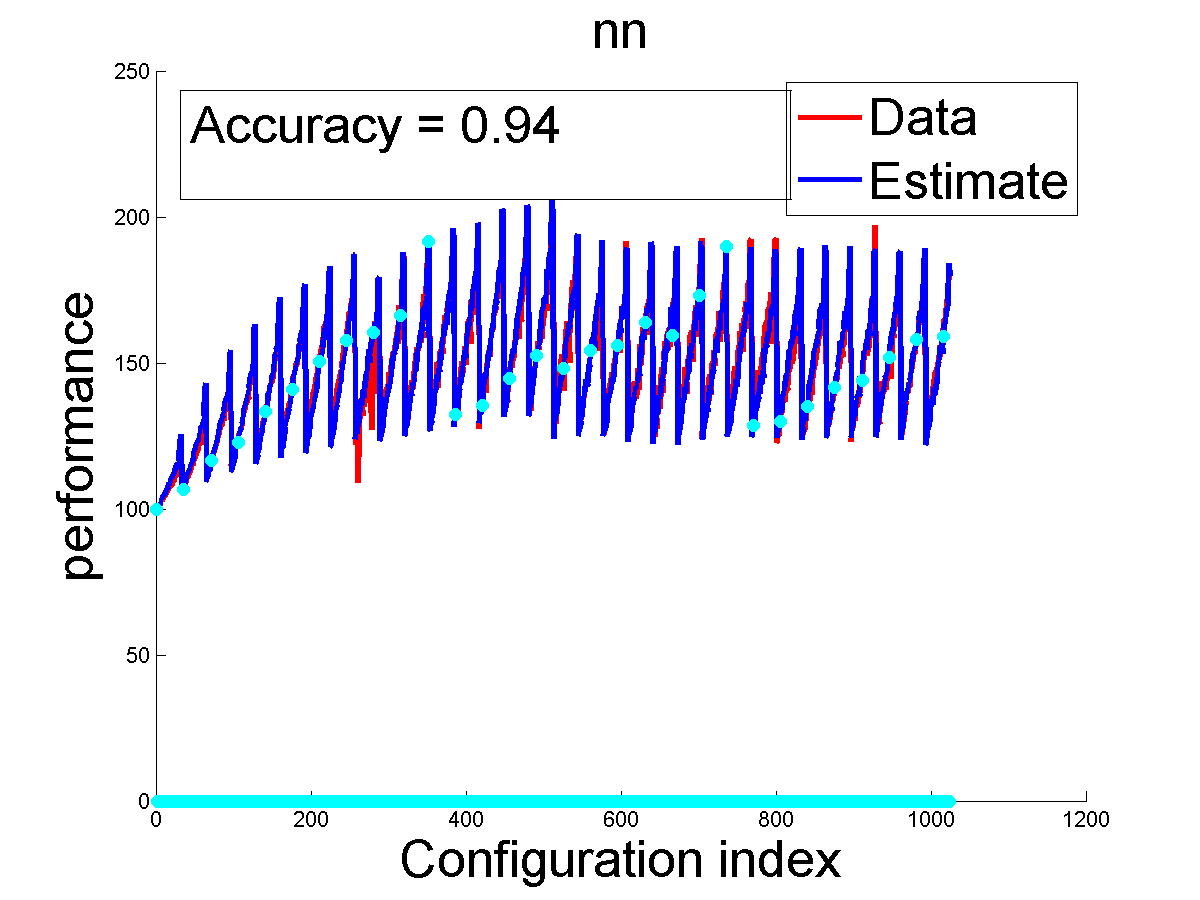 nn
250
Accuracy = 0.94
Data
Estimate
200
150
100
50
0
performance
0 200 400 600 800 1000 1200
Configuration index